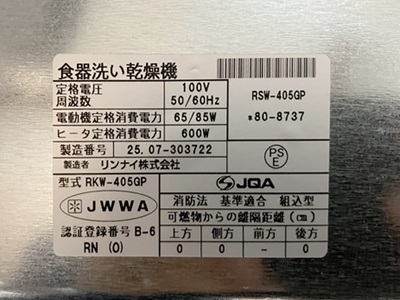 食器洗い乾燥機
定格電圧 100V
周波数 50/60Hz
電動機定格消費電力 65/85W
ヒータ定格消費電力 600W
製造番号 25.07-303722
製造者 リンナイ株式会社
RSW-405GP
80-8737
PS
E
型式 RKW-405GP
JWWA
認証登録番号 B-6
RN (O)
JQA
消防法 基準適合 組込型
可燃物からの離隔距離(cm)
上方 側方 前方 後方
0 0 - 0